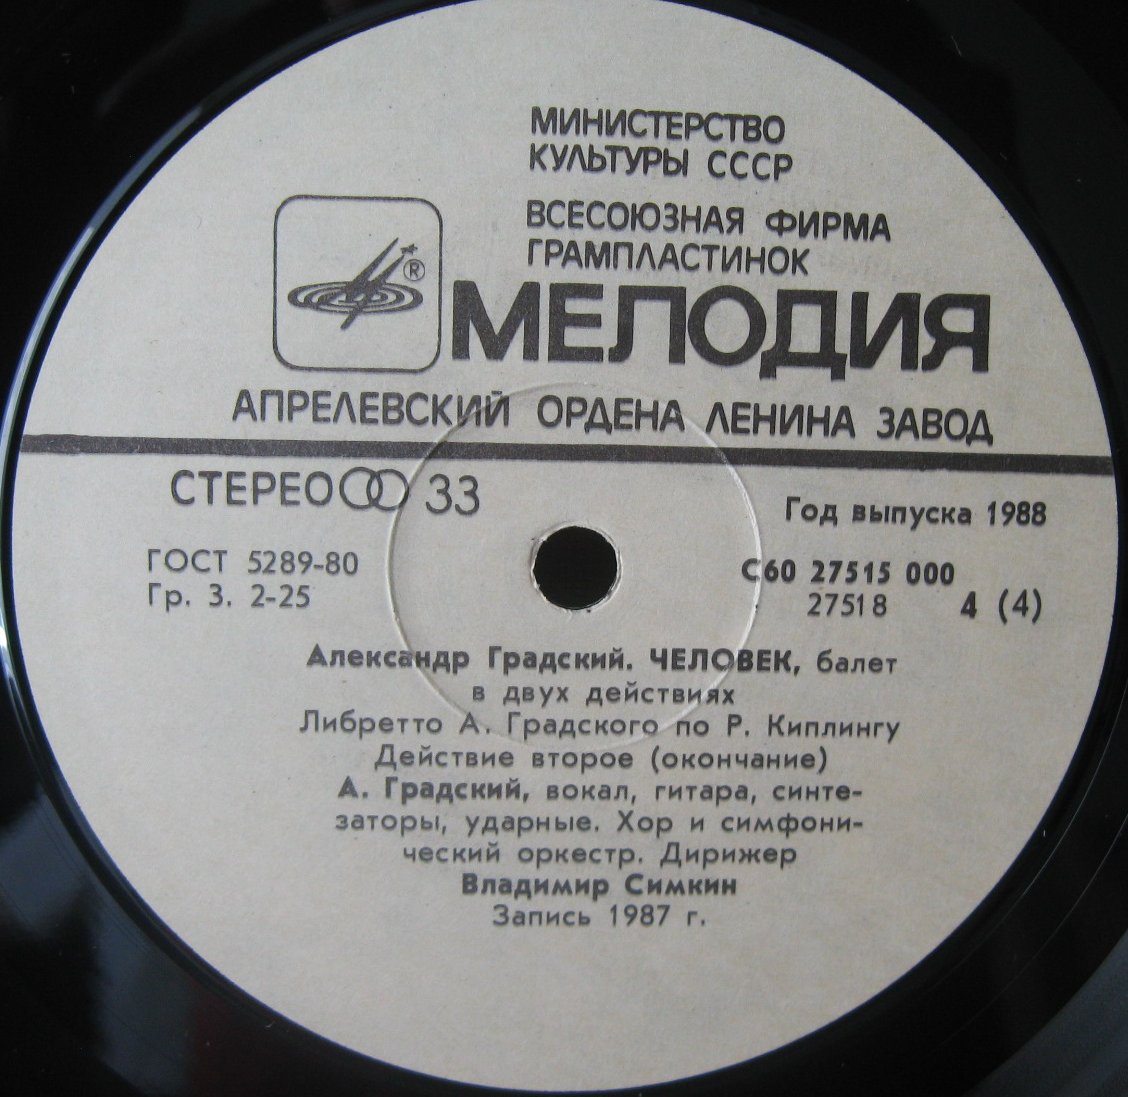 МИНИСТЕРСТВО
КУЛЬТУРЫ СССР
ВСЕСОЮЗНАЯ ФИРМА
ГРАМПЛАСТИНОК
®
МЕЛОДИЯ
АПРЕЛЕВСКИЙ ОРДЕНА ЛЕНИНА ЗАВОД
СТЕРЕО 33
Год выпуска 1988
ГОСТ 5289-80
С60 27515 000
Гр. 3. 2-25
27518 4 (4)
Александр Градский. ЧЕЛОВЕК, балет
в двух действиях
Либретто А. Градского по Р. Киплингу
Действие второе (окончание)
А. Градский, вокал, гитара, синте-
заторы, ударные. Хор и симфони-
ческий оркестр. Дирижер
Владимир Симкин
Запись 1987 г.